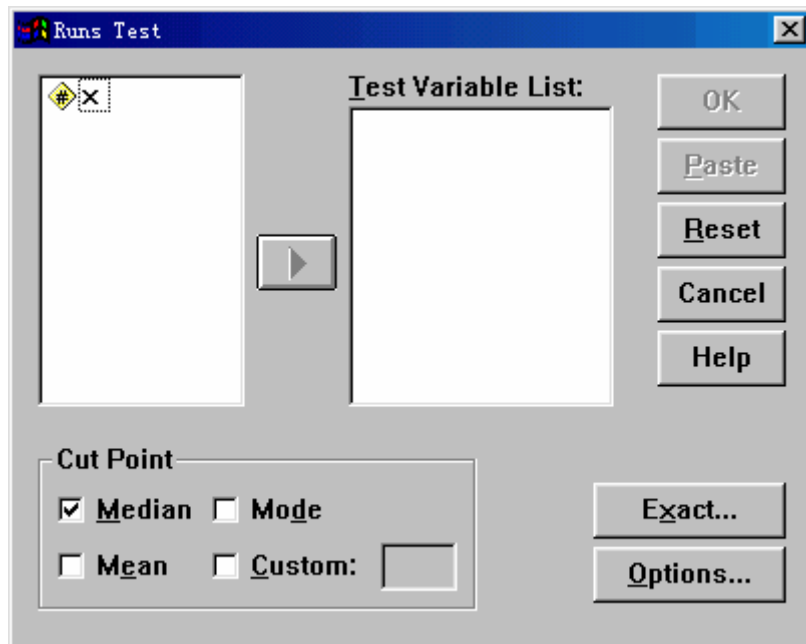 Runs Test
# x
Test Variable List:
OK
Paste
Reset
Cancel
Help
Cut Point
Median
Mode
Mean
Custom:
Exact...
Options...